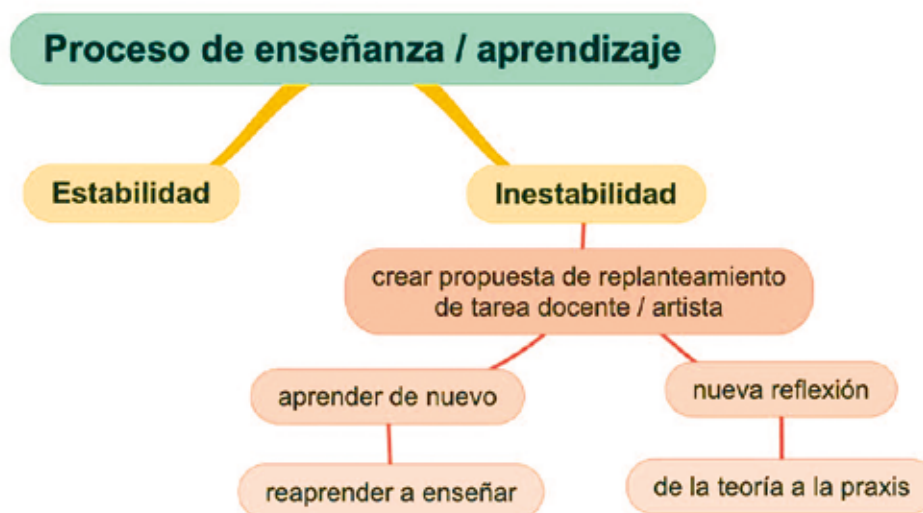 Proceso de enseñanza / aprendizaje
Estabilidad
Inestabilidad
crear propuesta de replanteamiento
de tarea docente / artista
aprender de nuevo
nueva reflexión
reaprender a enseñar
de la teoría a la praxis